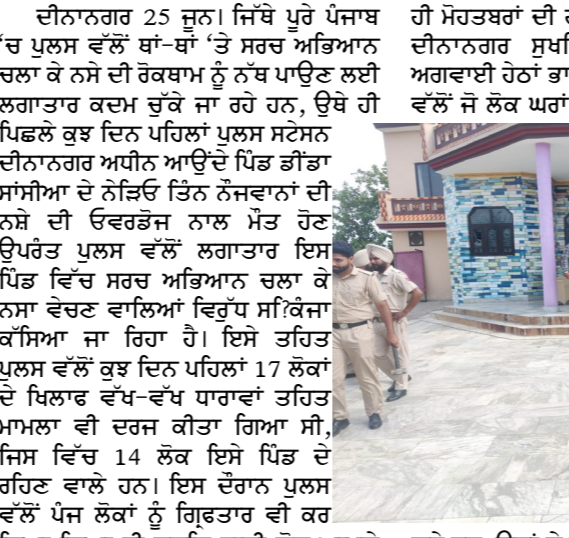 ਦੀਨਾਨਗਰ 25 ਜੂਨ। ਜਿੱਥੇ ਪੂਰੇ ਪੰਜਾਬ
'ਚ ਪੁਲਸ ਵੱਲੋਂ ਥਾਂ-ਥਾਂ 'ਤੇ ਸਰਚ ਅਭਿਆਨ
ਚਲਾ ਕੇ ਨਸੇ ਦੀ ਰੋਕਥਾਮ ਨੂੰ ਨੱਥ ਪਾਉਣ ਲਈ
ਲਗਾਤਾਰ ਕਦਮ ਚੁੱਕੇ ਜਾ ਰਹੇ ਹਨ, ਉਥੇ ਹੀ
ਪਿਛਲੇ ਕੁਝ ਦਿਨ ਪਹਿਲਾਂ ਪੁਲਸ ਸਟੇਸਨ
ਦੀਨਾਨਗਰ ਅਧੀਨ ਆਉਂਦੇ ਪਿੰਡ ਡੀਂਡਾ
ਸਾਂਸੀਆ ਦੇ ਨੇੜਿਓ ਤਿੰਨ ਨੌਜਵਾਨਾਂ ਦੀ
ਨਸ਼ੇ ਦੀ ਓਵਰਡੋਜ ਨਾਲ ਮੌਤ ਹੋਣ
ਉਪਰੰਤ ਪੁਲਸ ਵੱਲੋਂ ਲਗਾਤਾਰ ਇਸ
ਪਿੰਡ ਵਿੱਚ ਸਰਚ ਅਭਿਆਨ ਚਲਾ ਕੇ
ਨਸਾ ਵੇਚਣ ਵਾਲਿਆਂ ਵਿਰੁੱਧ ਸਿ?ਕੰਜਾ
ਕੱਸਿਆ ਜਾ ਰਿਹਾ ਹੈ। ਇਸੇ ਤਹਿਤ
ਪੁਲਸ ਵੱਲੋਂ ਕੁਝ ਦਿਨ ਪਹਿਲਾਂ 17 ਲੋਕਾਂ
ਦੇ ਖਿਲਾਫ ਵੱਖ-ਵੱਖ ਧਾਰਾਵਾਂ ਤਹਿਤ
ਮਾਮਲਾ ਵੀ ਦਰਜ ਕੀਤਾ ਗਿਆ ਸੀ,
ਜਿਸ ਵਿੱਚ 14 ਲੋਕ ਇਸੇ ਪਿੰਡ ਦੇ
ਰਹਿਣ ਵਾਲੇ ਹਨ। ਇਸ ਦੌਰਾਨ ਪੁਲਸ
ਵੱਲੋਂ ਪੰਜ ਲੋਕਾਂ ਨੂੰ ਗ੍ਰਿਫਤਾਰ ਵੀ ਕਰ
ਹੀ ਮੋਹਤਬਰਾਂ ਦੀ
ਦੀਨਾਨਗਰ
ਅਗਵਾਈ ਹੇਠਾਂ
ਵੱਲੋਂ ਜੋ ਲੋਕ ਘਰਾਂ